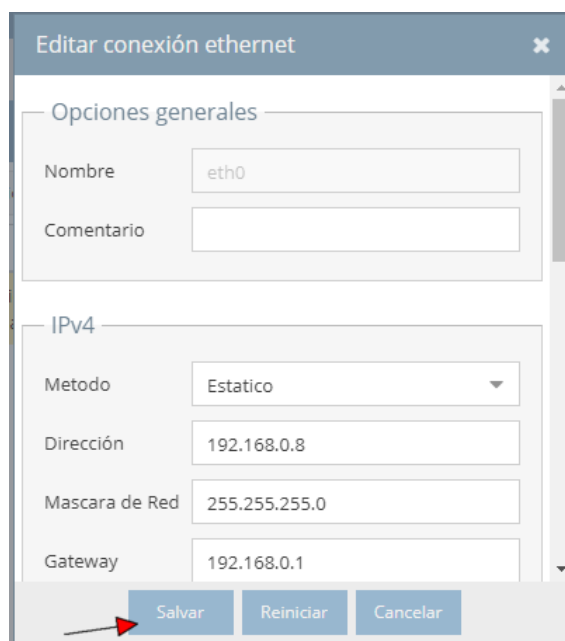 Editar conexión ethernet
Opciones generales
Nombre eth0
Comentario
IPv4
Metodo Estatico
Dirección 192.168.0.8
Mascara de Red 255.255.255.0
Gateway 192.168.0.1
Salvar Reiniciar Cancelar